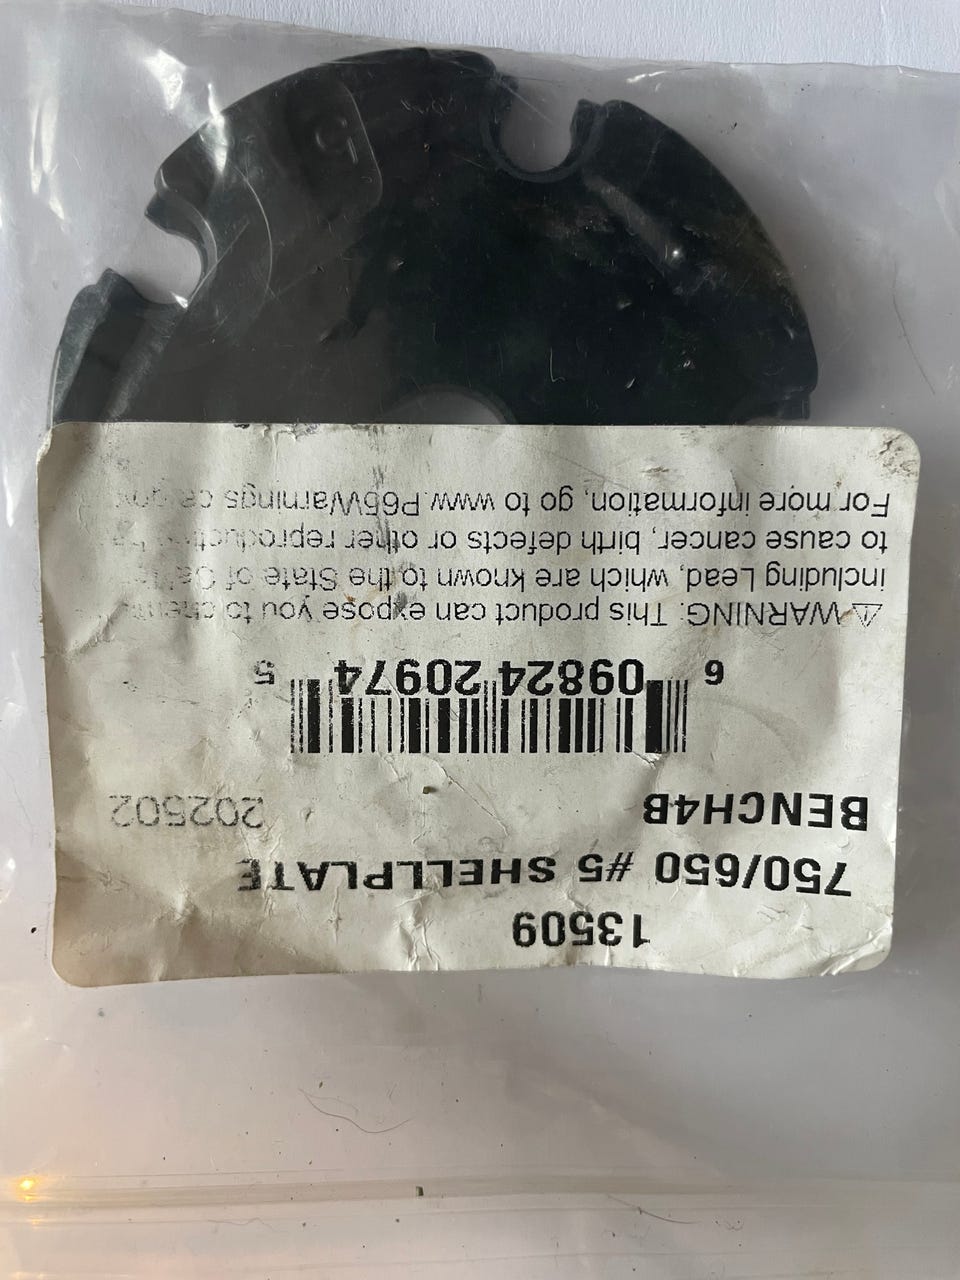 13509
750/650 #5 SHELLPLATE
BENCH4B 202502
6 09824 20974 5
⚠WARNING: This product can expose you to
including Lead, which are known to the State of
to cause cancer, birth defects or other
For more information, go to www.P65Warnings
5